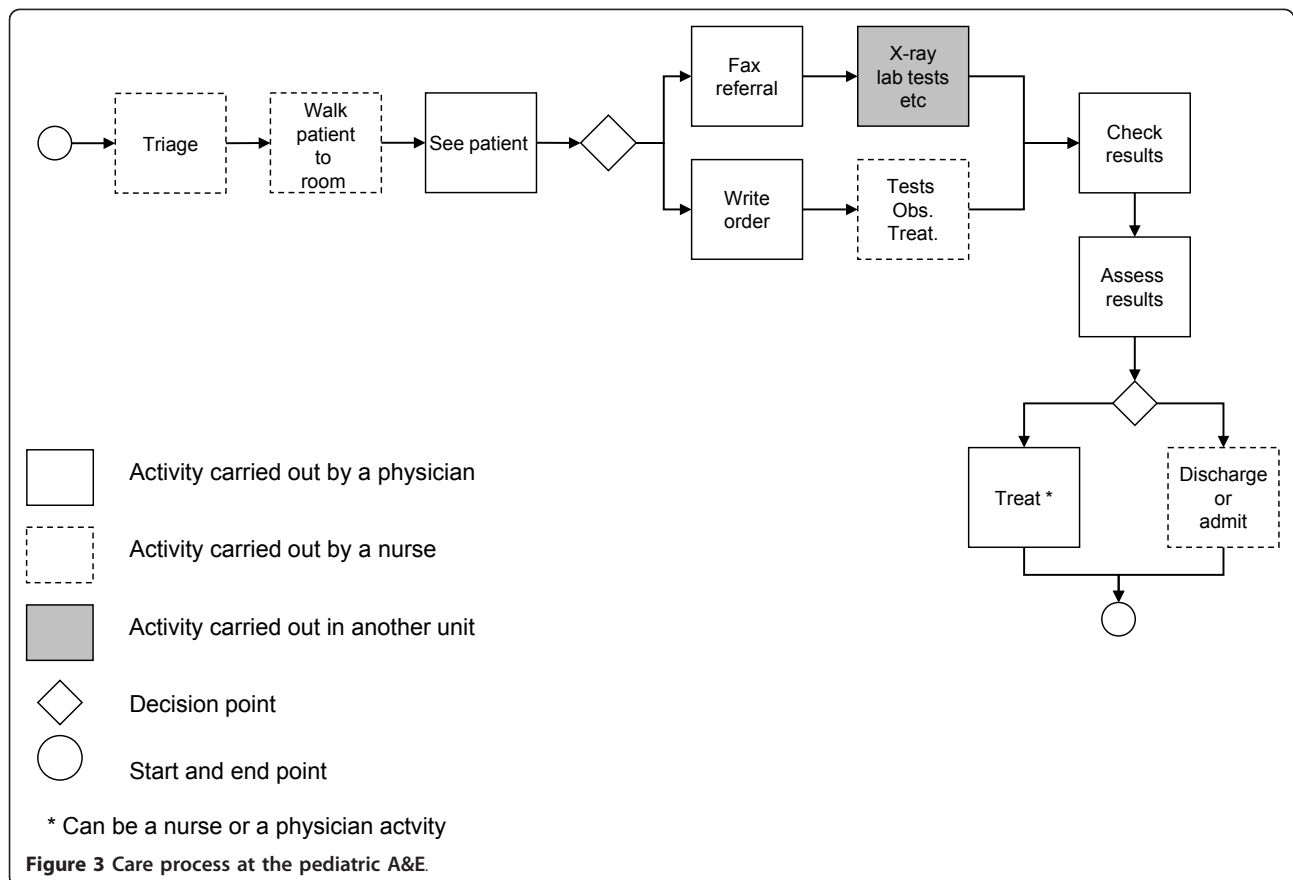 Triage
Walk
patient
to
room
See patient
Fax
referral
X-ray
lab tests
etc
Write
order
Tests
Obs.
Treat.
Check
results
Assess
results
Treat *
Discharge
or
admit
Activity carried out by a physician
Activity carried out by a nurse
Activity carried out in another unit
Decision point
Start and end point
* Can be a nurse or a physician actvity
Figure 3 Care process at the pediatric A&E.